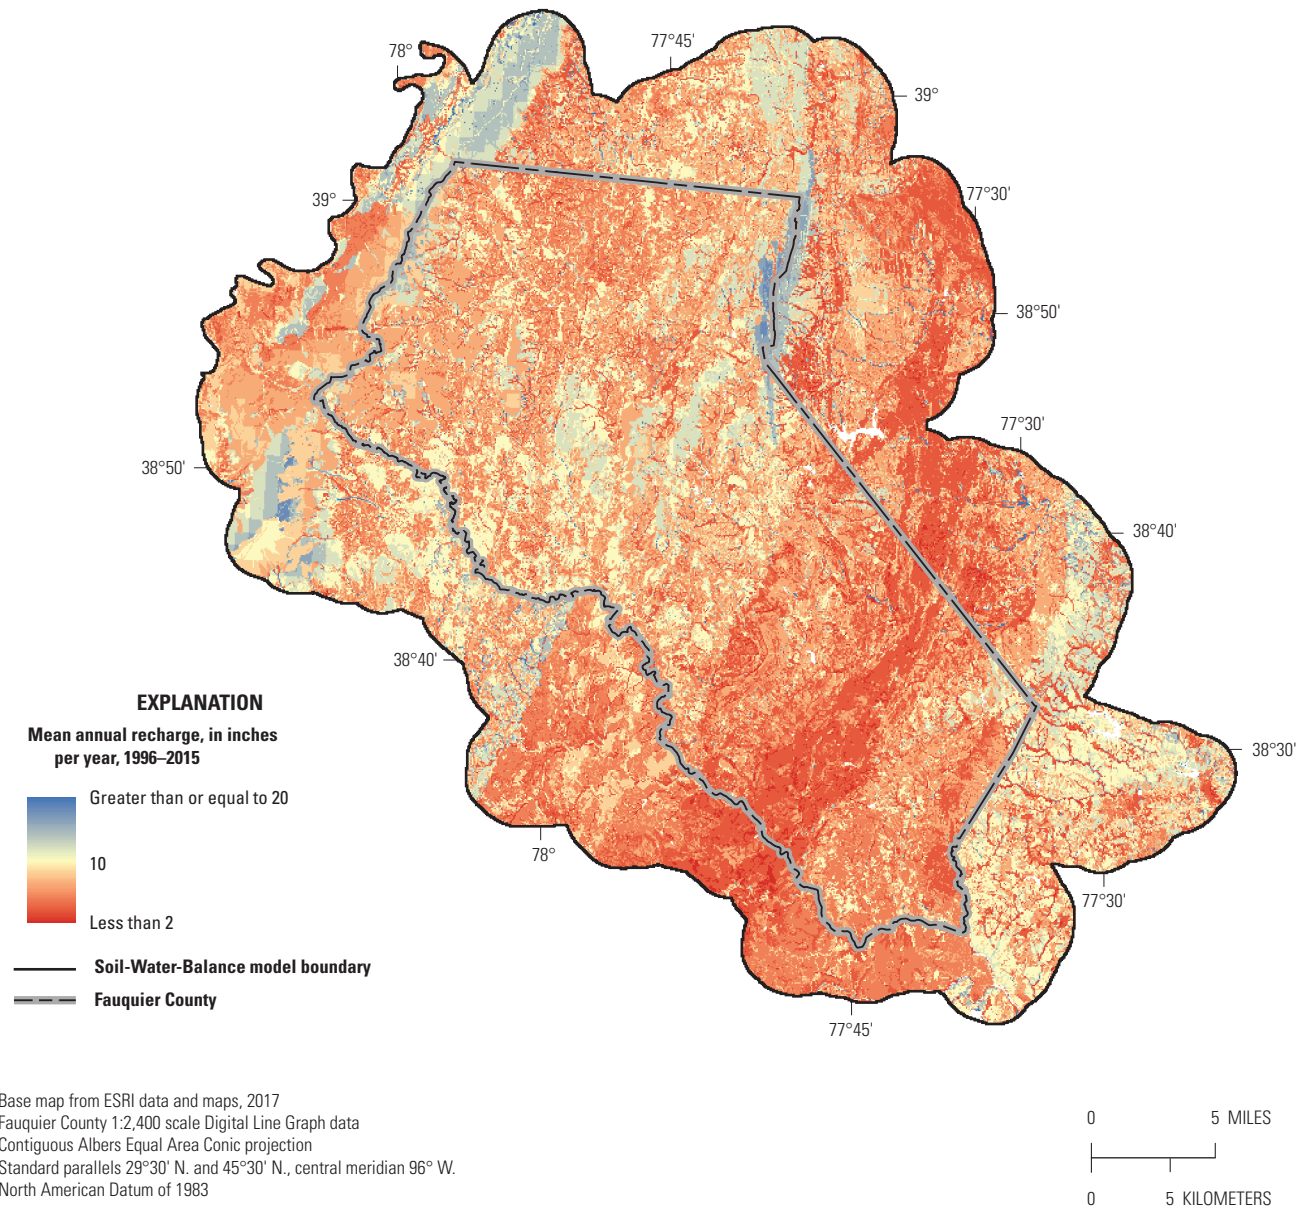 78°
77°45'
39°
39°
77°30'
38°50'
77°30'
38°50'
38°40'
38°40'
38°30'
78°
77°30'
77°45'
EXPLANATION
Mean annual recharge, in inches
per year, 1996–2015
Greater than or equal to 20
10
Less than 2
Soil-Water-Balance model boundary
Fauquier County
Base map from ESRI data and maps, 2017
Fauquier County 1:2,400 scale Digital Line Graph data
Contiguous Albers Equal Area Conic projection
Standard parallels 29°30' N. and 45°30' N., central meridian 96° W.
North American Datum of 1983
0 5 MILES
0 5 KILOMETERS